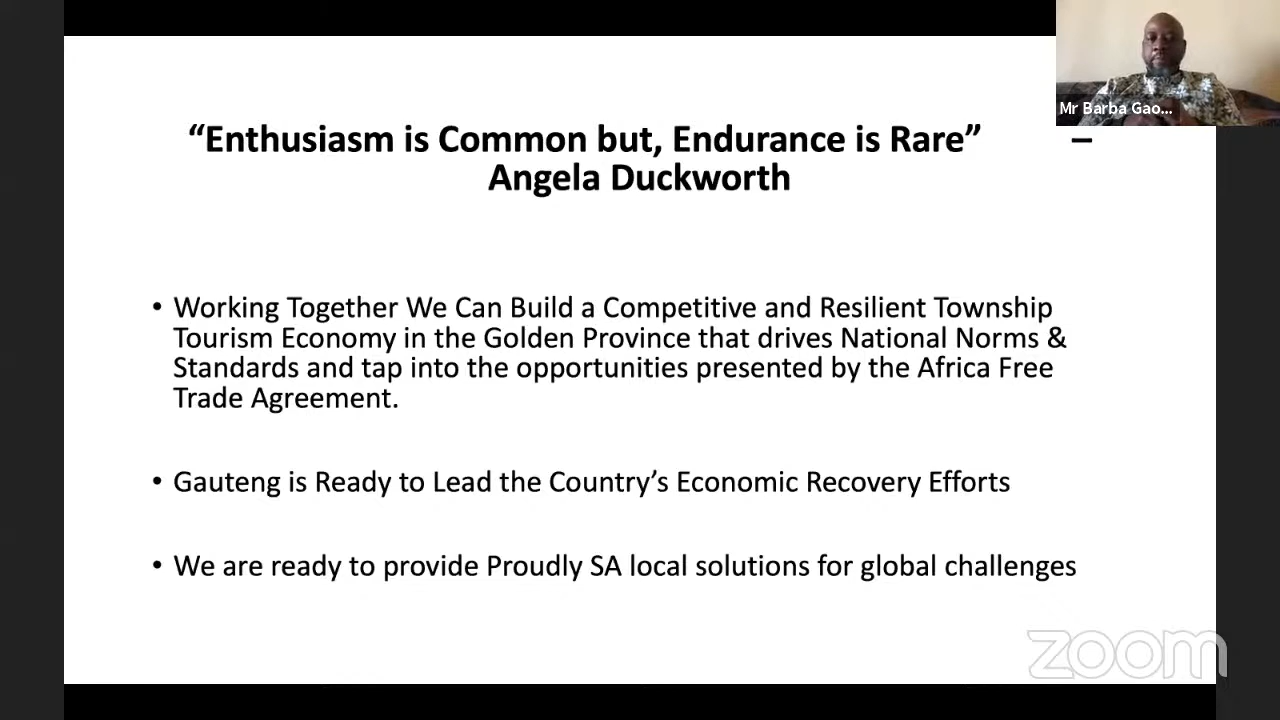 “Enthusiasm is Common but, Endurance is Rare” –
Angela Duckworth
• Working Together We Can Build a Competitive and Resilient Township
Tourism Economy in the Golden Province that drives National Norms &
Standards and tap into the opportunities presented by the Africa Free
Trade Agreement.
• Gauteng is Ready to Lead the Country’s Economic Recovery Efforts
• We are ready to provide Proudly SA local solutions for global challenges
Mr Barba Gao...
zoom